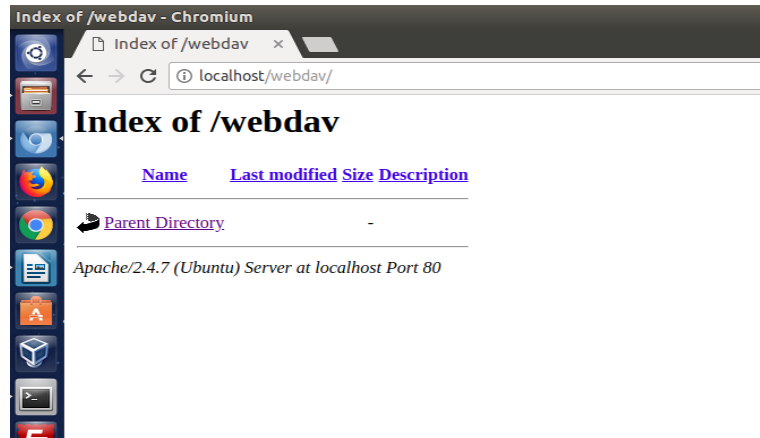 Index of /webdav - Chromium
Index of /webdav ×
localhost/webdav/
Index of /webdav
Name Last modified Size Description
Parent Directory -
Apache/2.4.7 (Ubuntu) Server at localhost Port 80